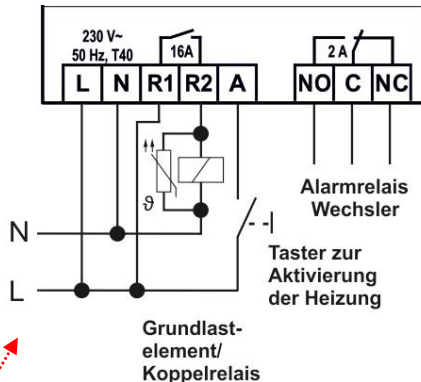 230 V~
50 Hz, T40
16A
2 A
L N R1 R2 A
NO C NC
ϑ
Alarmrelais
Wechsler
N
Taster zur
Aktivierung
der Heizung
L
Grundlast-
element/
Koppelrelais